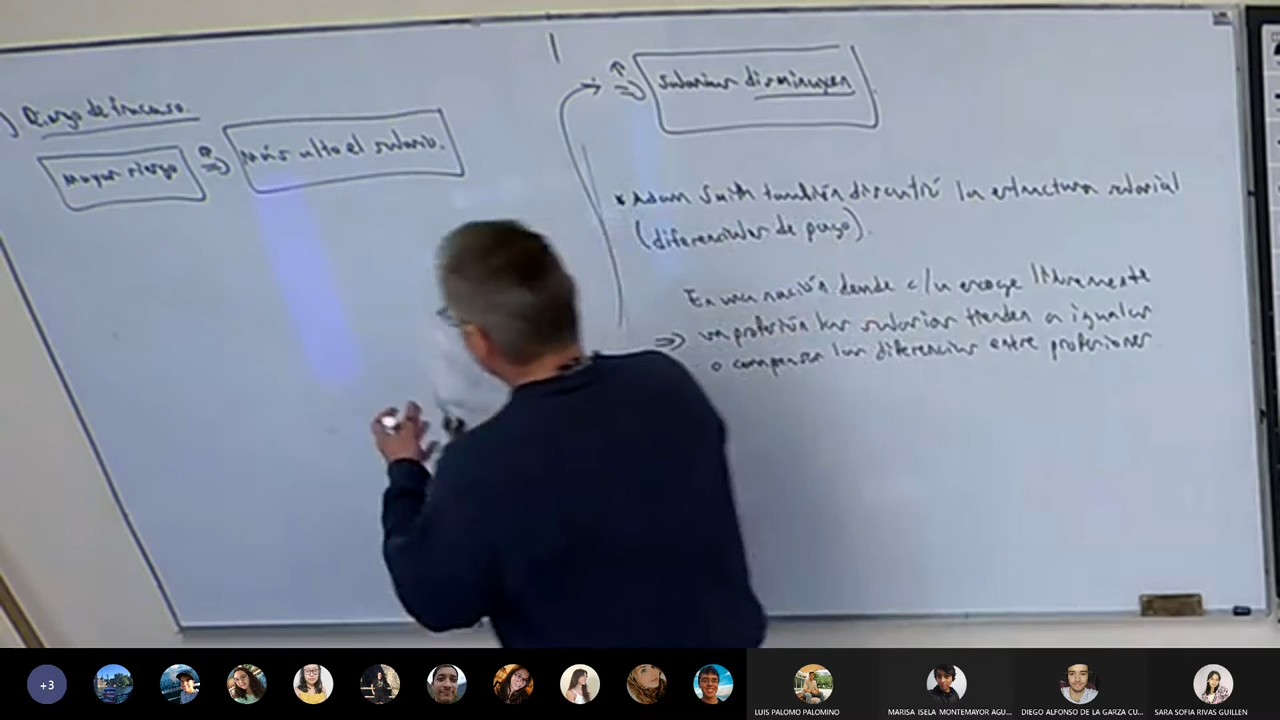 ) Riesgo de fracaso.
Mayor riesgo => Más alto el salario.
=> Salarios disminuyen
* Adam Smith también discutió la estructura salarial
(diferenciales de pago).
En una nación donde c/u escoge libremente
=> profesión los salarios tienden a igualar
o compensar las diferencias entre profesiones
+3
LUIS PALOMO PALOMINO
MARISA ISELA MONTEMAYOR AGU...
DIEGO ALFONSO DE LA GARZA CU...
SARA SOFIA RIVAS GUILLEN